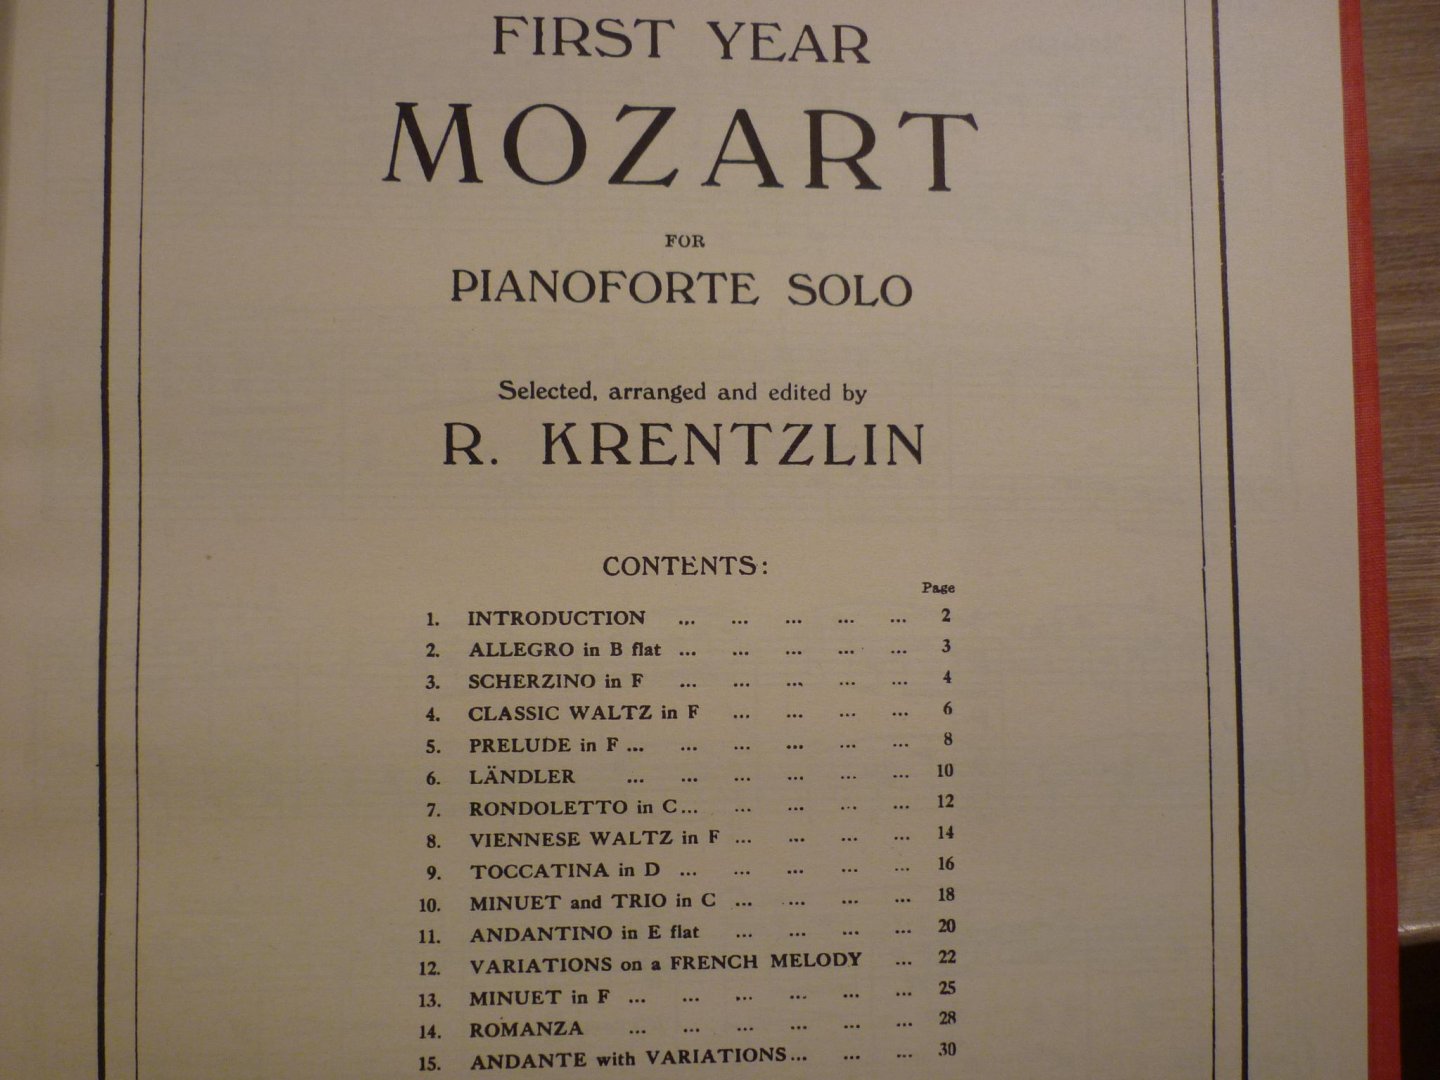 FIRST YEAR
MOZART
FOR
PIANOFORTE SOLO
Selected, arranged and edited by
R. KRENTZLIN
CONTENTS:
Page
1. INTRODUCTION ... ... ... ... ... 2
2. ALLEGRO in B flat ... ... ... ... ... 3
3. SCHERZINO in F ... ... ... ... ... 4
4. CLASSIC WALTZ in F ... ... ... ... 6
5. PRELUDE in F ... ... ... ... ... ... 8
6. LÄNDLER ... ... ... ... ... ... 10
7. RONDOLETTO in C... ... ... ... ... 12
8. VIENNESE WALTZ in F ... ... ... ... 14
9. TOCCATINA in D ... ... ... ... ... 16
10. MINUET and TRIO in C ... ... ... ... 18
11. ANDANTINO in E flat ... ... ... ... 20
12. VARIATIONS on a FRENCH MELODY ... 22
13. MINUET in F ... ... ... ... ... ... 25
14. ROMANZA ... ... ... ... ... ... 28
15. ANDANTE with VARIATIONS... ... ... 30